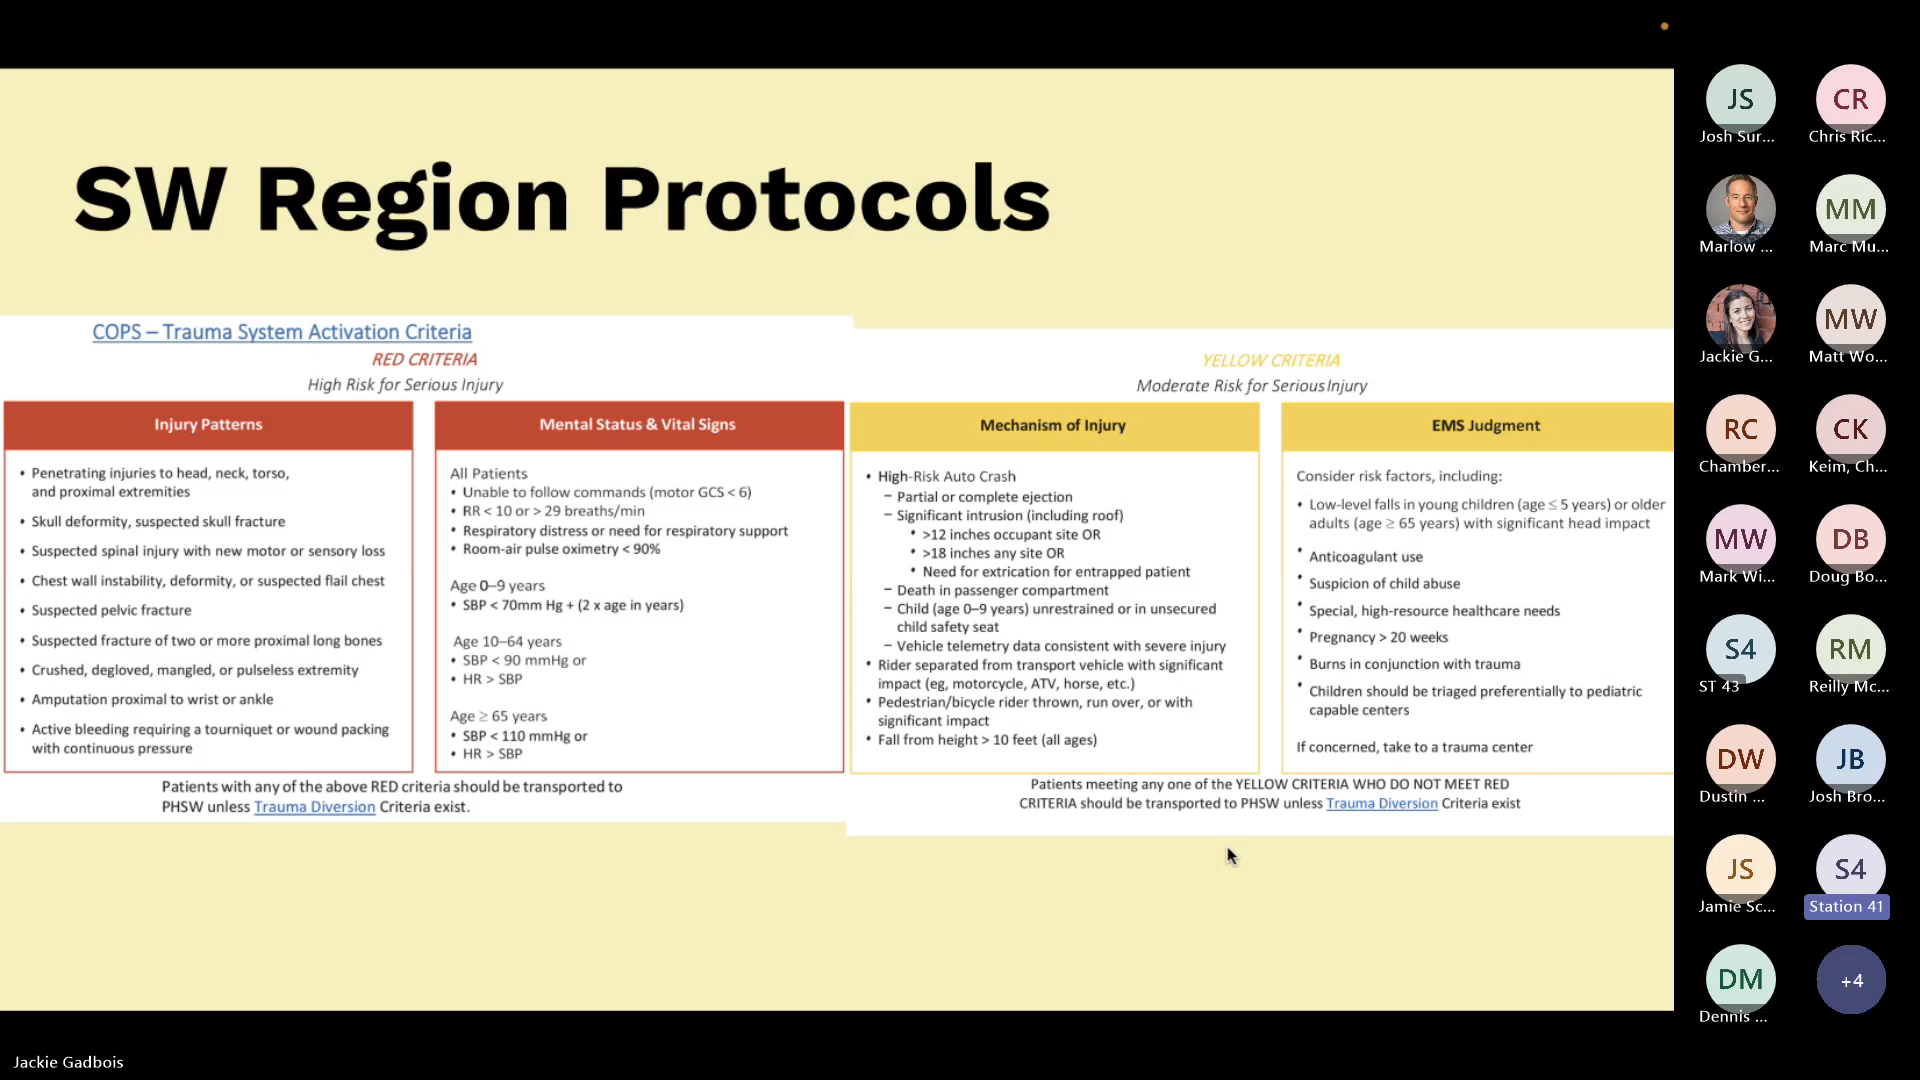 SW Region Protocols
COPS – Trauma System Activation Criteria
RED CRITERIA
High Risk for Serious Injury
Injury Patterns
• Penetrating injuries to head, neck, torso,
and proximal extremities
• Skull deformity, suspected skull fracture
• Suspected spinal injury with new motor or sensory loss
• Chest wall instability, deformity, or suspected flail chest
• Suspected pelvic fracture
• Suspected fracture of two or more proximal long bones
• Crushed, degloved, mangled, or pulseless extremity
• Amputation proximal to wrist or ankle
• Active bleeding requiring a tourniquet or wound packing
with continuous pressure
Mental Status & Vital Signs
All Patients
• Unable to follow commands (motor GCS < 6)
• RR < 10 or > 29 breaths/min
• Respiratory distress or need for respiratory support
• Room-air pulse oximetry < 90%
Age 0–9 years
• SBP < 70mm Hg + (2 x age in years)
Age 10–64 years
• SBP < 90 mmHg or
• HR > SBP
Age ≥ 65 years
• SBP < 110 mmHg or
• HR > SBP
Patients with any of the above RED criteria should be transported to
PHSW unless Trauma Diversion Criteria exist.
YELLOW CRITERIA
Moderate Risk for Serious Injury
Mechanism of Injury
• High-Risk Auto Crash
– Partial or complete ejection
– Significant intrusion (including roof)
• >12 inches occupant site OR
• >18 inches any site OR
• Need for extrication for entrapped patient
– Death in passenger compartment
– Child (age 0–9 years) unrestrained or in unsecured
child safety seat
– Vehicle telemetry data consistent with severe injury
• Rider separated from transport vehicle with significant
impact (eg, motorcycle, ATV, horse, etc.)
• Pedestrian/bicycle rider thrown, run over, or with
significant impact
• Fall from height > 10 feet (all ages)
EMS Judgment
Consider risk factors, including:
• Low-level falls in young children (age ≤ 5 years) or older
adults (age ≥ 65 years) with significant head impact
• Anticoagulant use
• Suspicion of child abuse
• Special, high-resource healthcare needs
• Pregnancy > 20 weeks
• Burns in conjunction with trauma
• Children should be triaged preferentially to pediatric
capable centers
If concerned, take to a trauma center
Patients meeting any one of the YELLOW CRITERIA WHO DO NOT MEET RED
CRITERIA should be transported to PHSW unless Trauma Diversion Criteria exist
JS
Josh Sur...
CR
Chris Ric...
Marlow ...
MM
Marc Mu...
Jackie G...
MW
Matt Wo...
RC
Chamber...
CK
Keim, Ch...
MW
Mark Wi...
DB
Doug Bo...
S4
ST 43
RM
Reilly Mc...
DW
Dustin ...
JB
Josh Bro...
JS
Jamie Sc...
S4
Station 41
DM
Dennis ...
+4
Jackie Gadbois